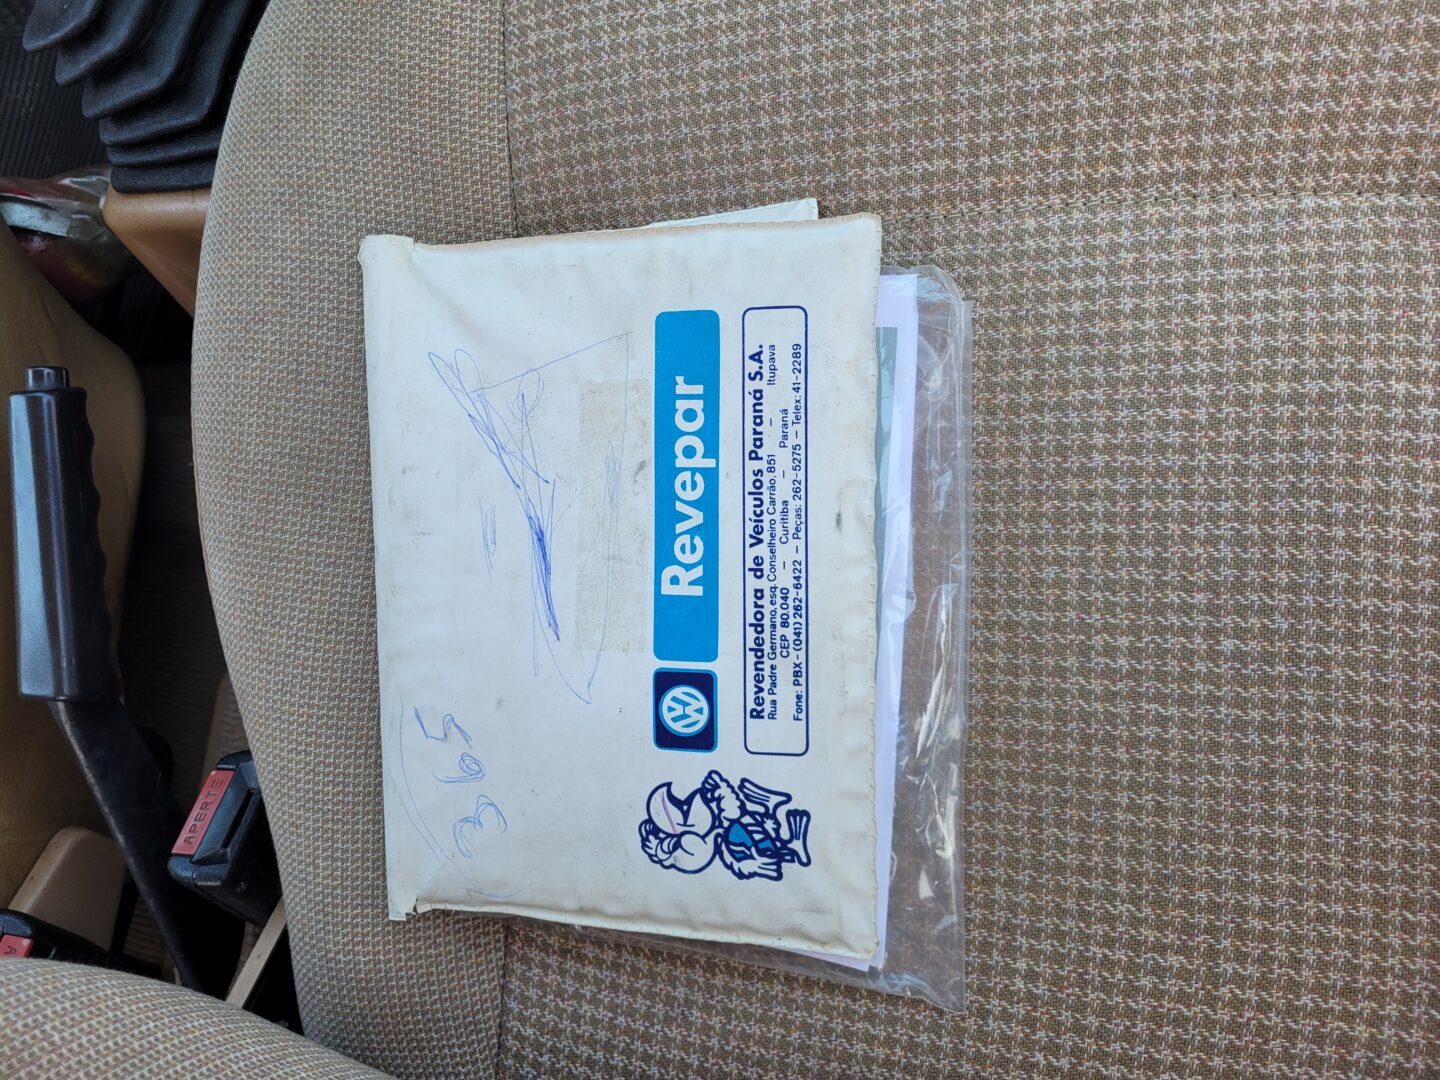 365
Revepar
Revendedora de Veículos Paraná S.A.
Rua Padre Germano, esq. Conselheiro Carrão, 851 – Itupava
CEP 80.040 – Curitiba – Paraná
Fone: PBX - (041) 262-6422 – Peças: 262-5275 – Telex: 41-2289
APERTE